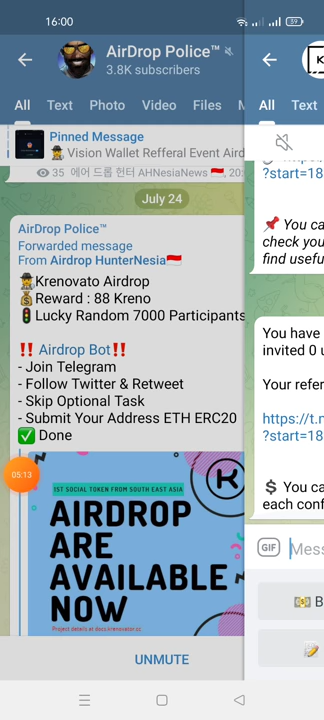 16:00
59
AirDrop Police™
3.8K subscribers
All Text Photo Video Files
All Text
Pinned Message
Vision Wallet Refferal Event Aird
35 에어 드롭 헌터 AHNesiaNews 🇮🇩, 20:
July 24
AirDrop Police™
Forwarded message
From Airdrop HunterNesia🇮🇩
🕵️Krenovato Airdrop
💰Reward : 88 Kreno
🚦Lucky Random 7000 Participants
‼️ Airdrop Bot‼️
- Join Telegram
- Follow Twitter & Retweet
- Skip Optional Task
- Submit Your Address ETH ERC20
✅ Done
05:13
1ST SOCIAL TOKEN FROM SOUTH EAST ASIA
K
AIRDROP
ARE
AVAILABLE
NOW
UNMUTE
?start=18
📌 You ca
check you
find usefu
You have
invited 0 u
Your refer
https://t.n
?start=18
$ You ca
each conf
GIF
Mess
B